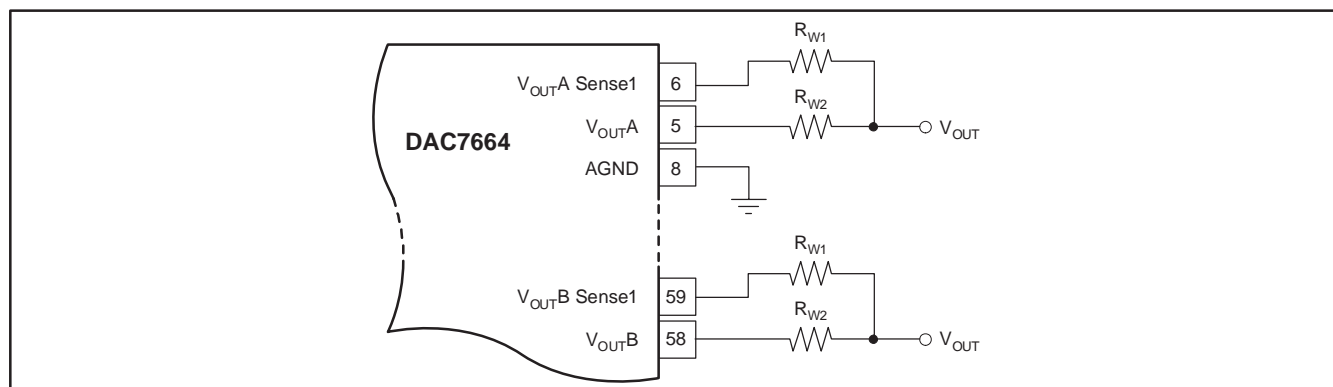 R_W1
V_OUTA Sense1 6
R_W2
V_OUTA 5
V_OUT
DAC7664
AGND 8
R_W1
V_OUTB Sense1 59
R_W2
V_OUTB 58
V_OUT